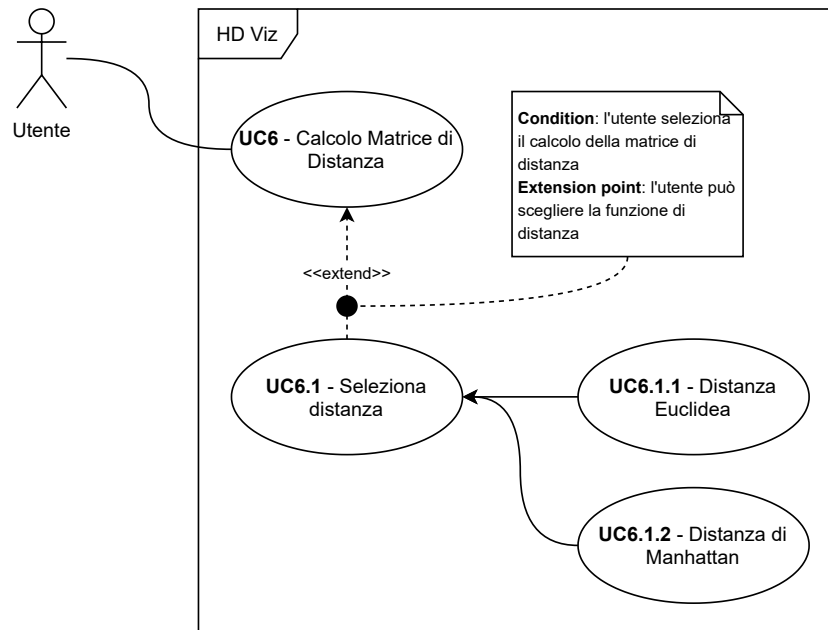 HD Viz
Utente
UC6 - Calcolo Matrice di
Distanza
Condition: l'utente seleziona
il calcolo della matrice di
distanza
Extension point: l'utente può
scegliere la funzione di
distanza
<<extend>>
UC6.1 - Seleziona
distanza
UC6.1.1 - Distanza
Euclidea
UC6.1.2 - Distanza di
Manhattan